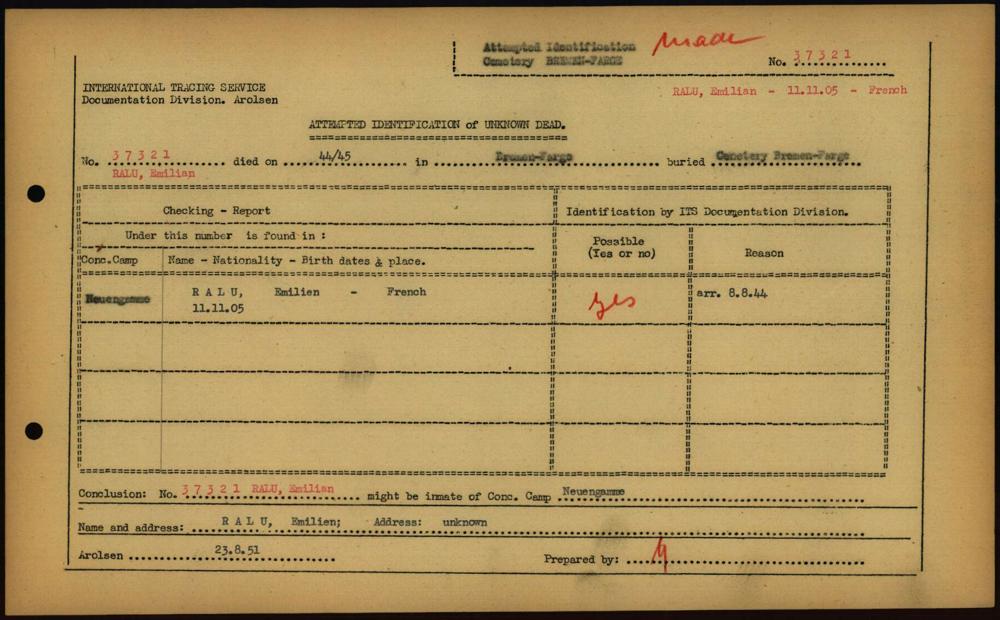 Attempted Identification made
Cemetery BREMEN-FARGE
No. 37321
RALU, Emilian - 11.11.05 - French
INTERNATIONAL TRACING SERVICE
Documentation Division. Arolsen
ATTEMPTED IDENTIFICATION of UNKNOWN DEAD.
No. 37321 died on 44/45 in Bremen-Farge buried Cemetery Bremen-Farge
RALU, Emilian
Checking - Report
Identification by ITS Documentation Division.
Under this number is found in :
Possible
(Yes or no)
Reason
Conc.Camp Name - Nationality - Birth dates & place.
Neuengamme RALU, Emilien - French yes arr. 8.8.44
11.11.05
Conclusion: No. 37321 RALU, Emilian might be inmate of Conc. Camp Neuengamme
Name and address: RALU, Emilien; Address: unknown
Arolsen 23.8.51
Prepared by: